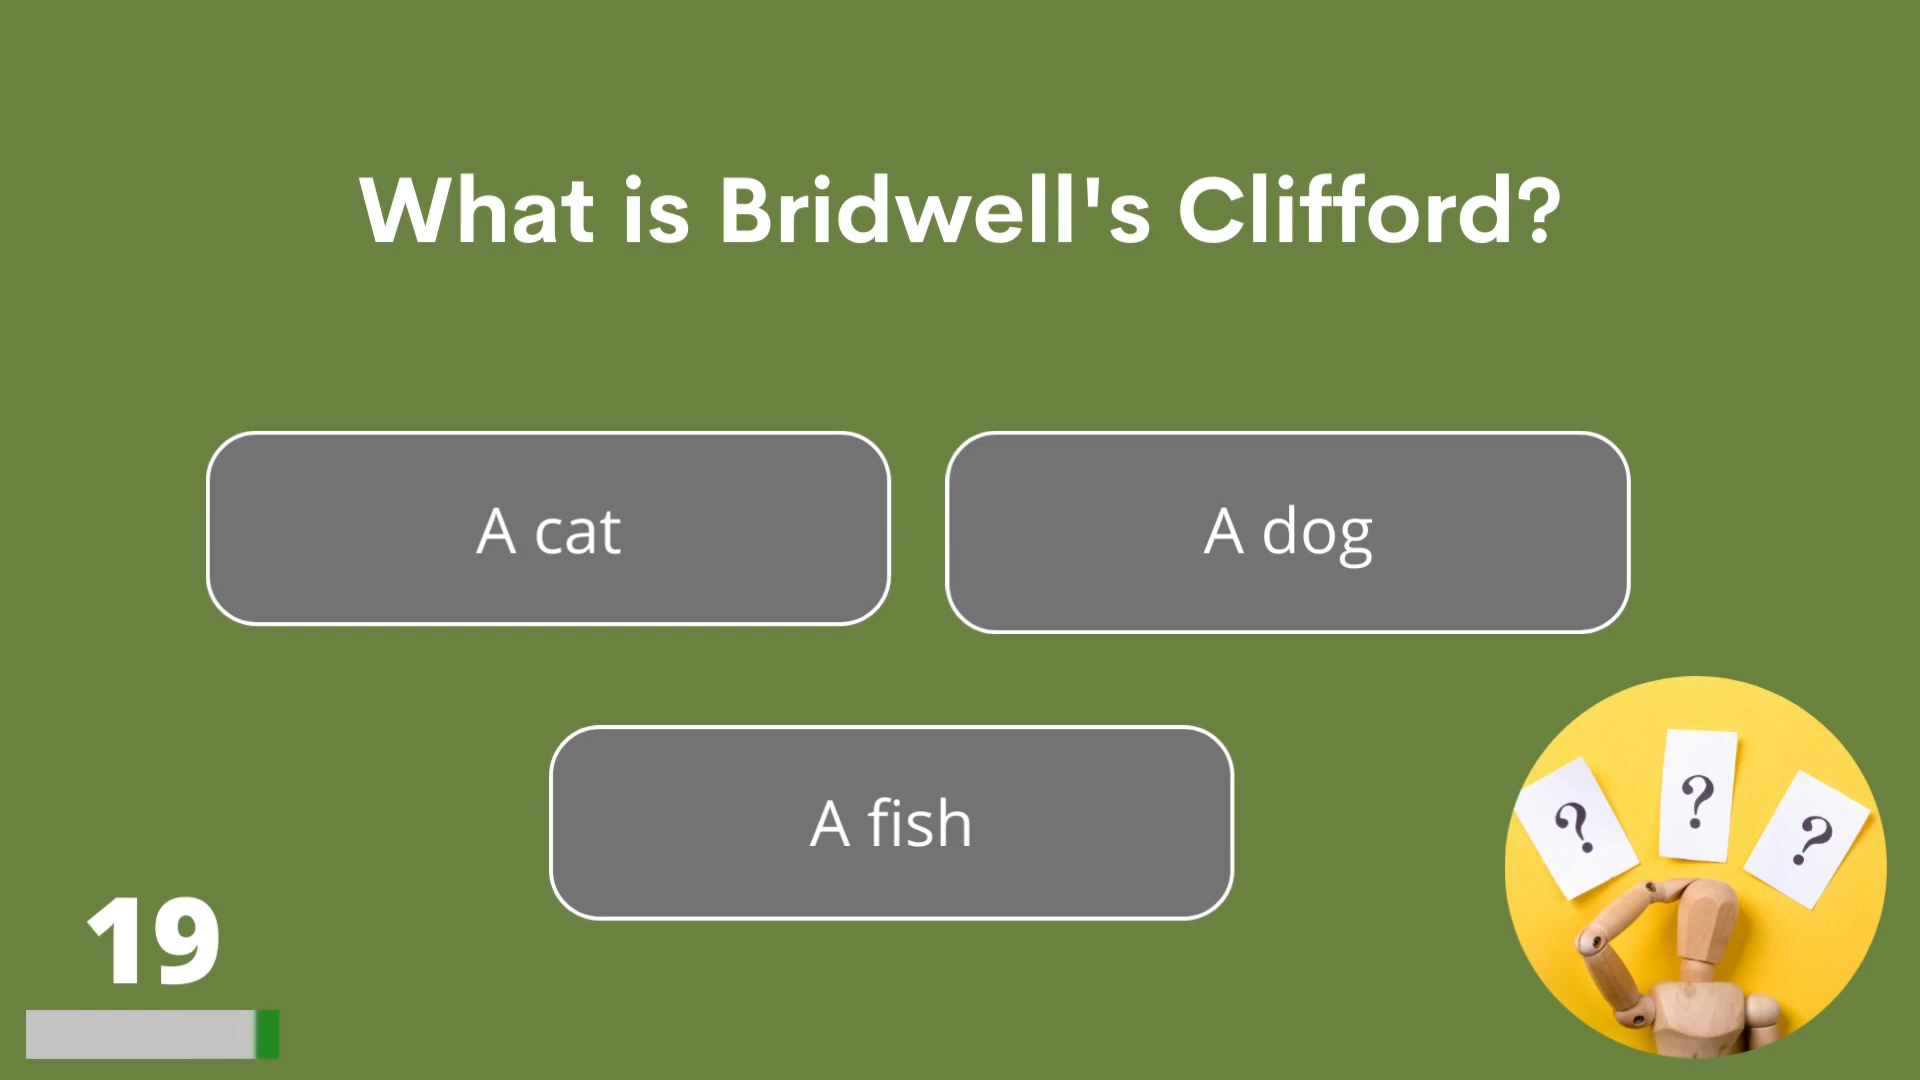 What is Bridwell's Clifford?
A cat
A dog
A fish
19
? ? ?